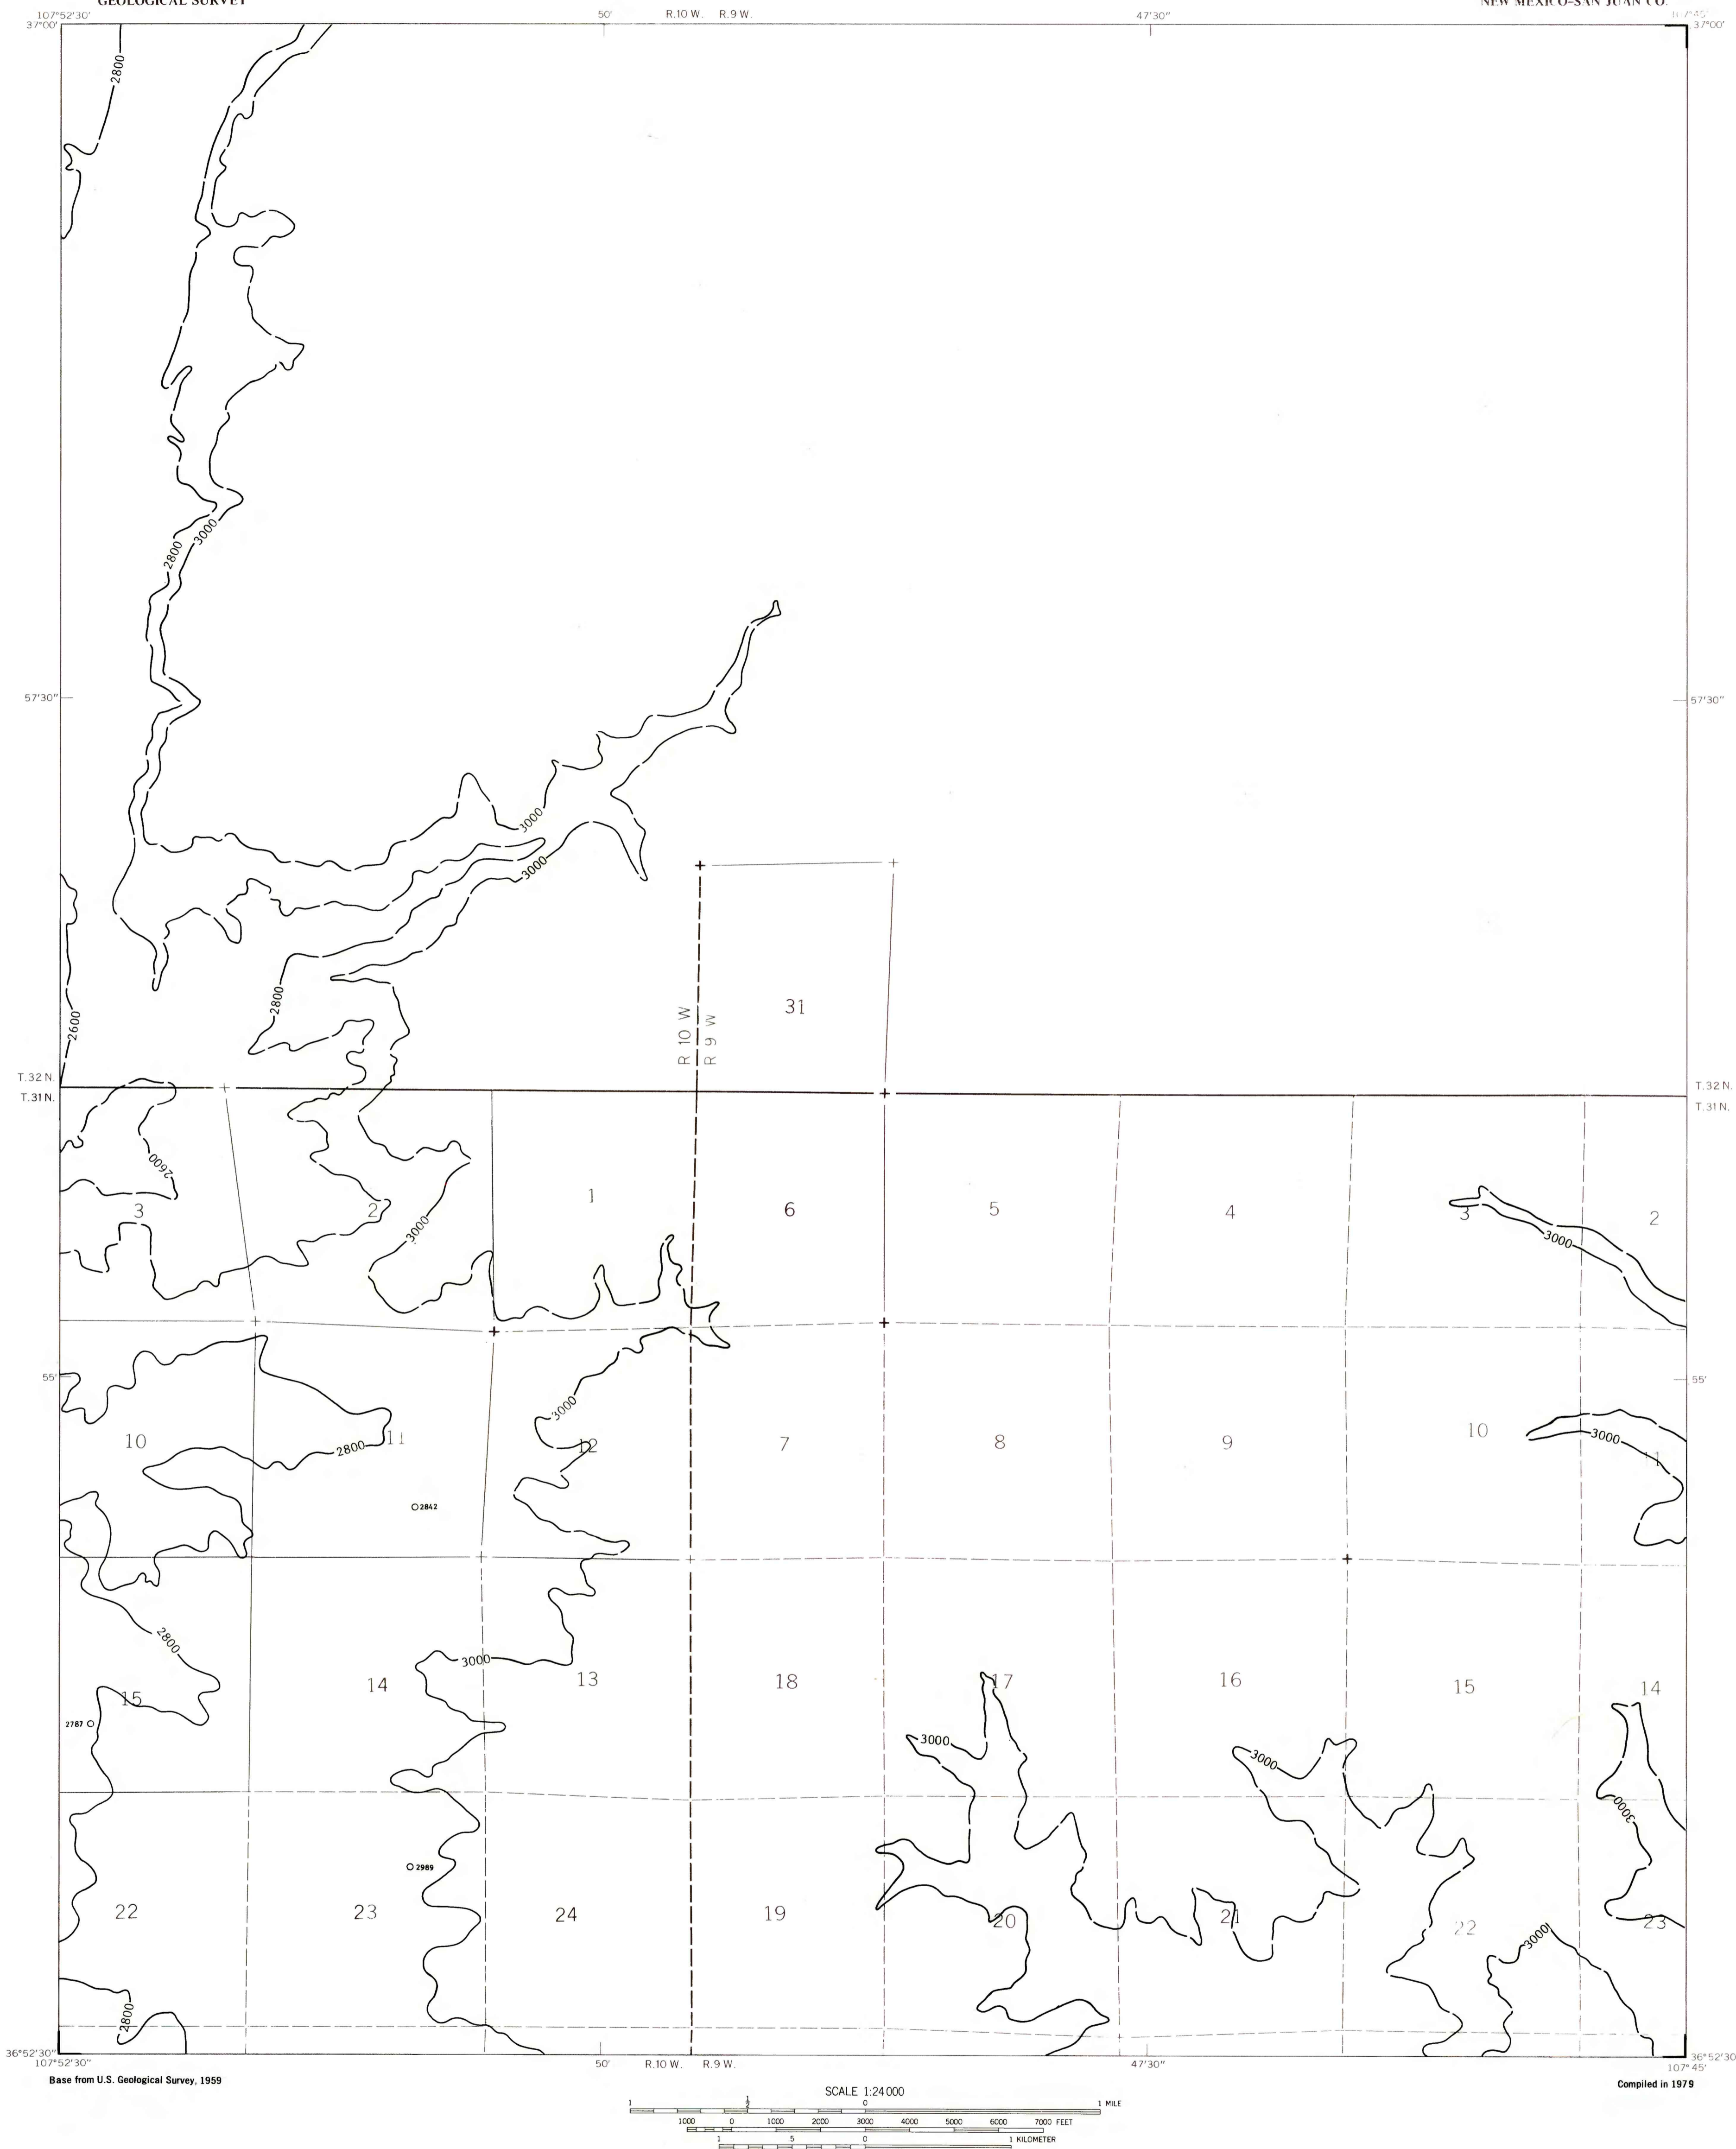 GEOLOGICAL SURVEY
NEW MEXICO-SAN JUAN CO.
107°52'30" 50' R.10 W. R.9 W. 47'30" 107°45'
37°00' 37°00'
2800
2800
3000
57'30" 57'30"
3000
3000
2800
2600
31
R 10 W
R 9 W
T.32 N. T.32 N.
T.31 N. T.31 N.
2600
3 2 1 6 5 4 3 2
3000
3000
55' 55'
3000
3000
10 11 12 7 8 9 10 11
2800
2842
2800
3000
15 14 13 18 17 16 15 14
2787
3000
3000
3000
2989
22 23 24 19 20 21 22 23
3000
2800
36°52'30" 36°52'30
107°52'30" 50' R.10 W. R.9 W. 47'30" 107°45'
Base from U.S. Geological Survey, 1959
Compiled in 1979
SCALE 1:24 000
1 ½ 0 1 MILE
1000 0 1000 2000 3000 4000 5000 6000 7000 FEET
1 5 0 1 KILOMETER